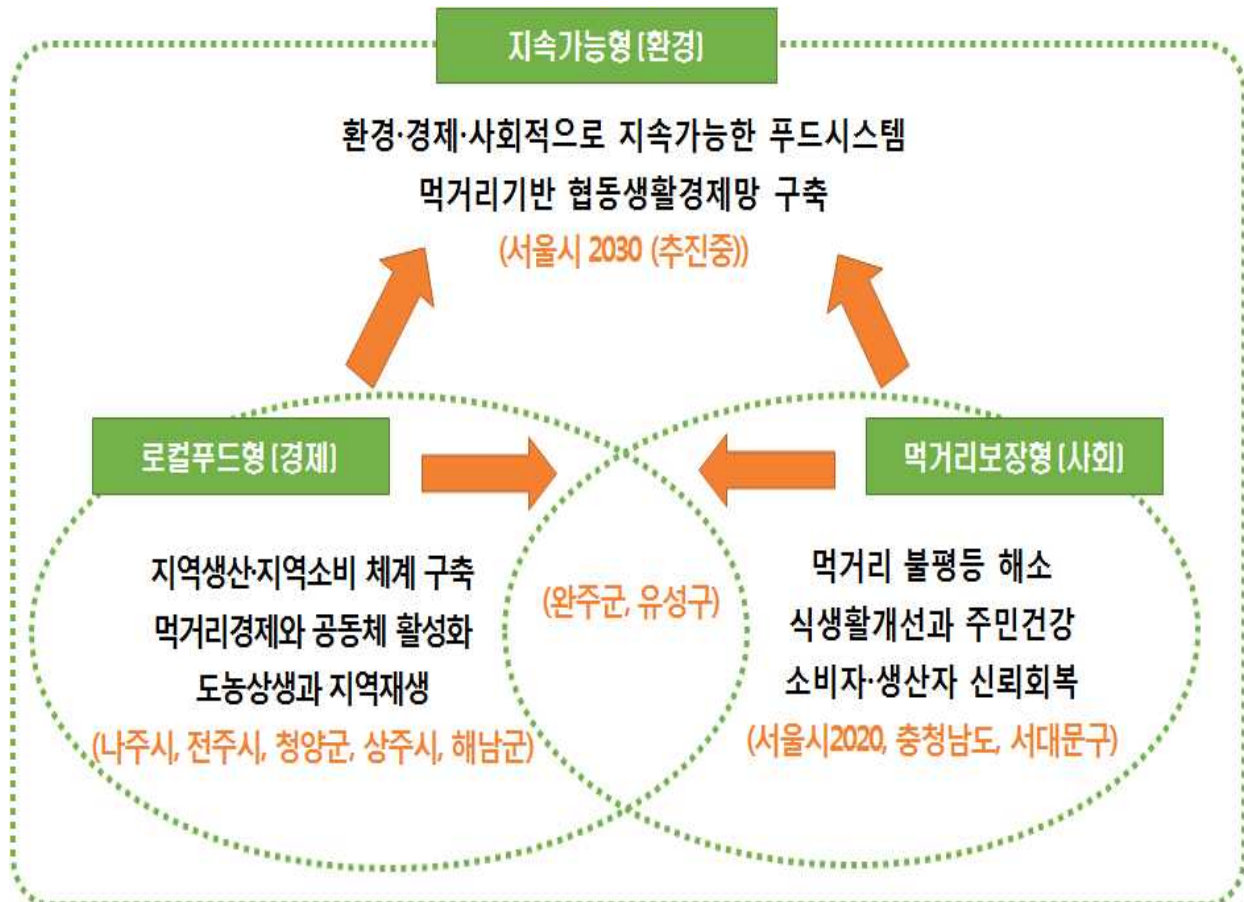 지속가능형 (환경)
환경·경제·사회적으로 지속가능한 푸드시스템
먹거리기반 협동생활경제망 구축
(서울시 2030 (추진중))
로컬푸드형 (경제)
지역생산·지역소비 체계 구축
먹거리경제와 공동체 활성화
도농상생과 지역재생
(나주시, 전주시, 청양군, 상주시, 해남군)
(완주군, 유성구)
먹거리보장형 (사회)
먹거리 불평등 해소
식생활개선과 주민건강
소비자·생산자 신뢰회복
(서울시2020, 충청남도, 서대문구)